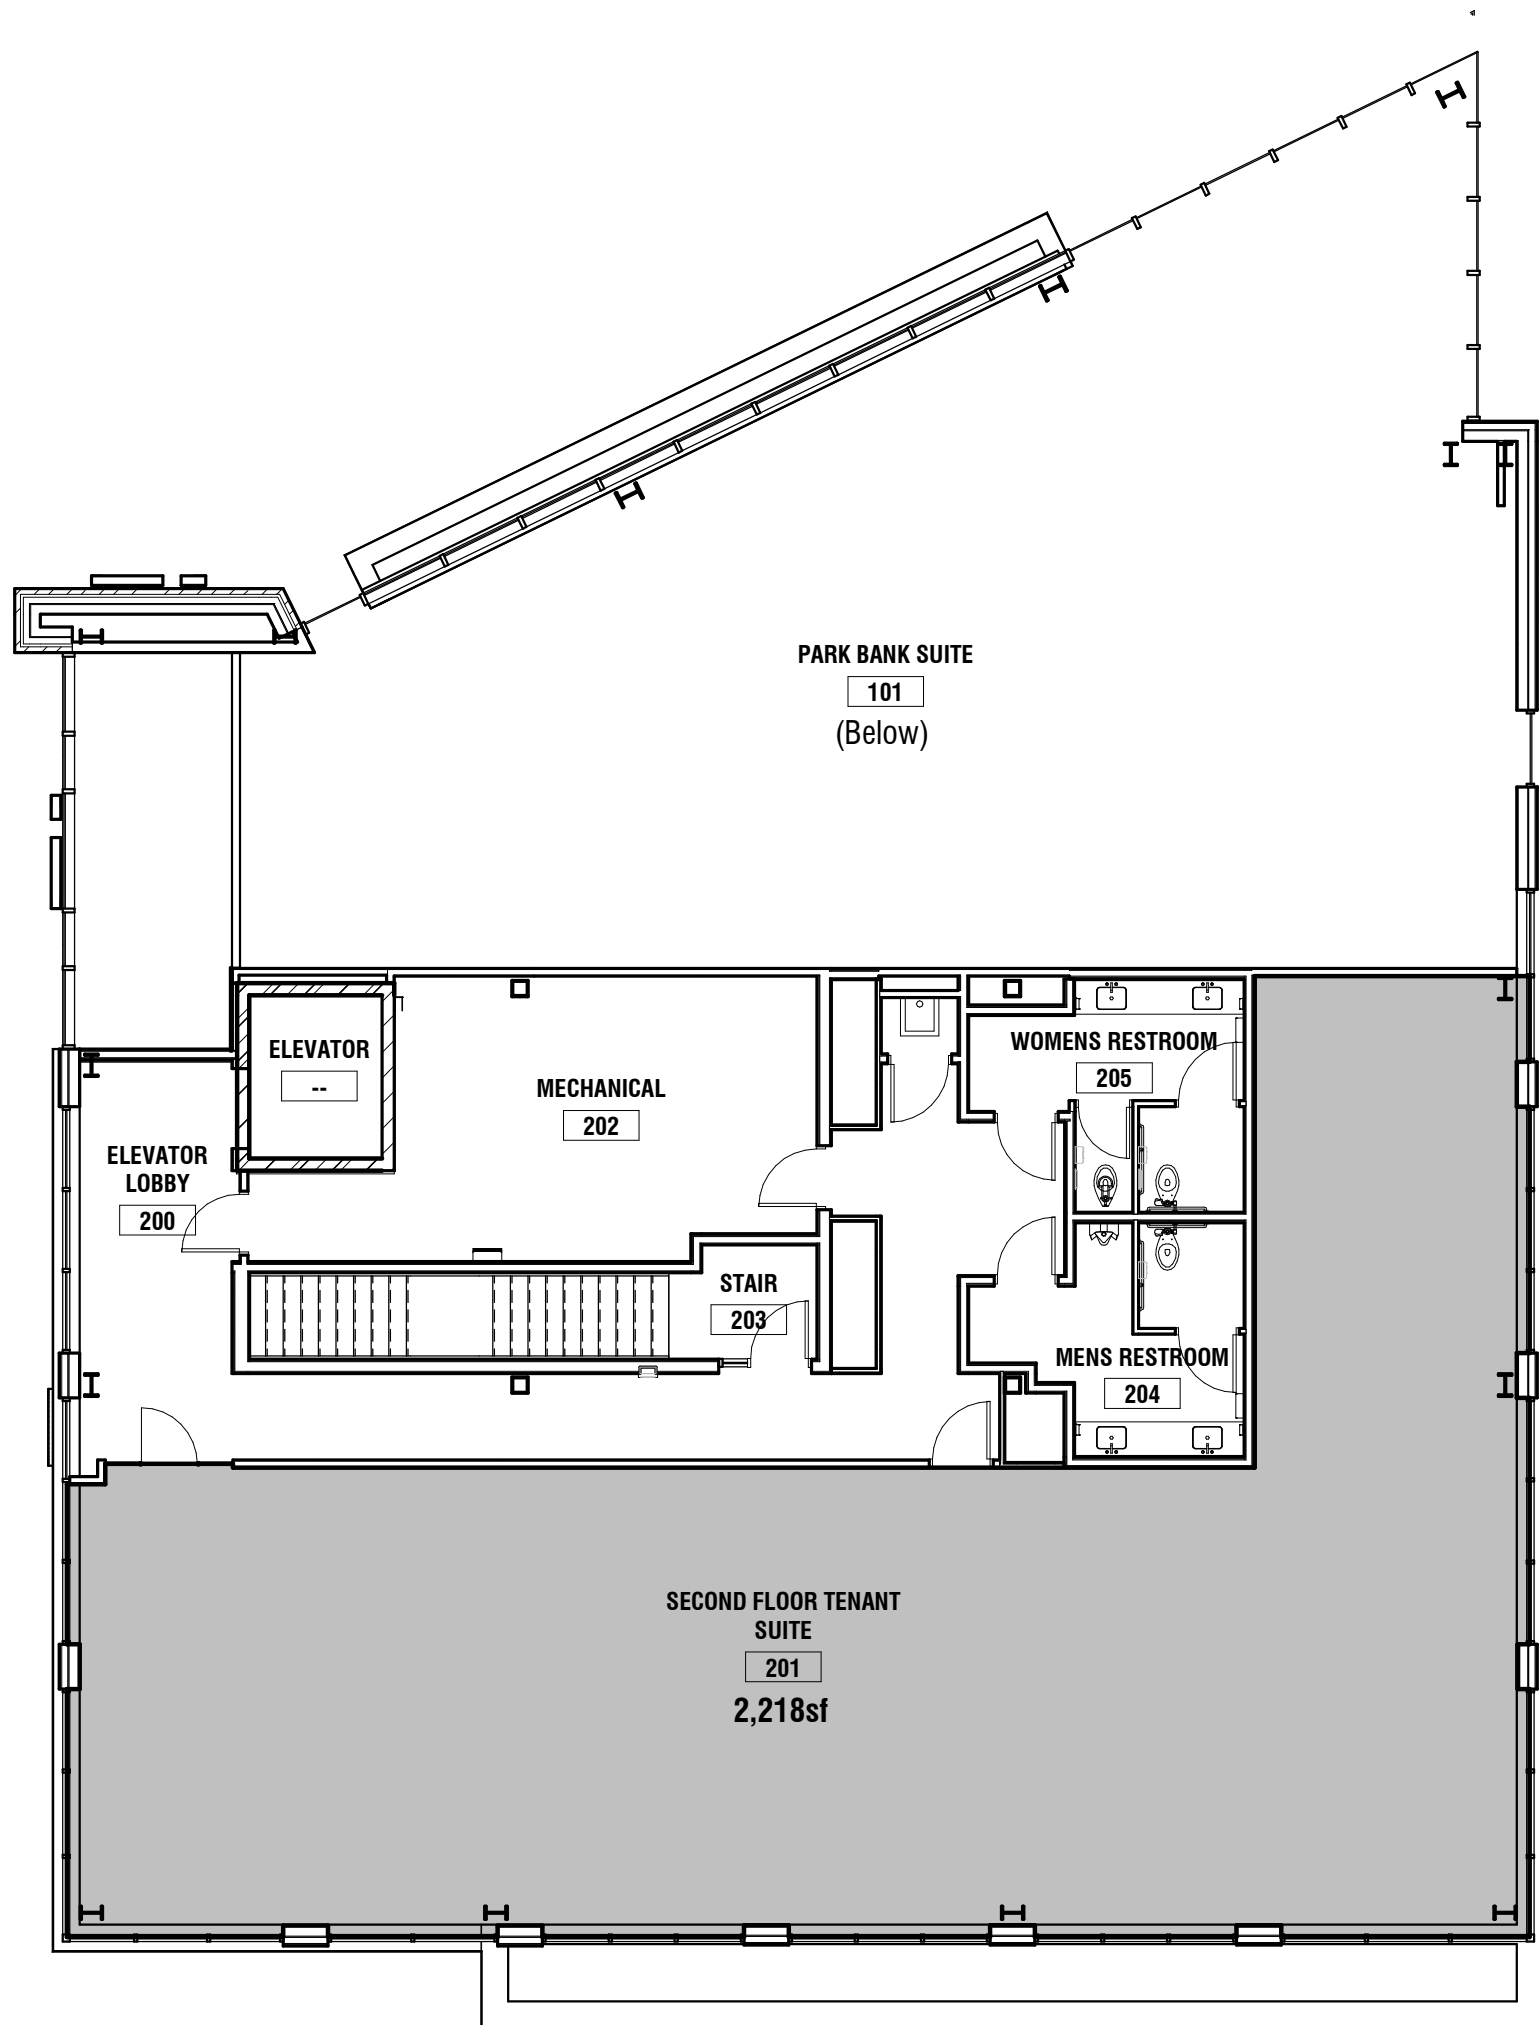 PARK BANK SUITE
101
(Below)
ELEVATOR
--
MECHANICAL
202
WOMENS RESTROOM
205
ELEVATOR
LOBBY
200
STAIR
203
MENS RESTROOM
204
SECOND FLOOR TENANT
SUITE
201
2,218sf